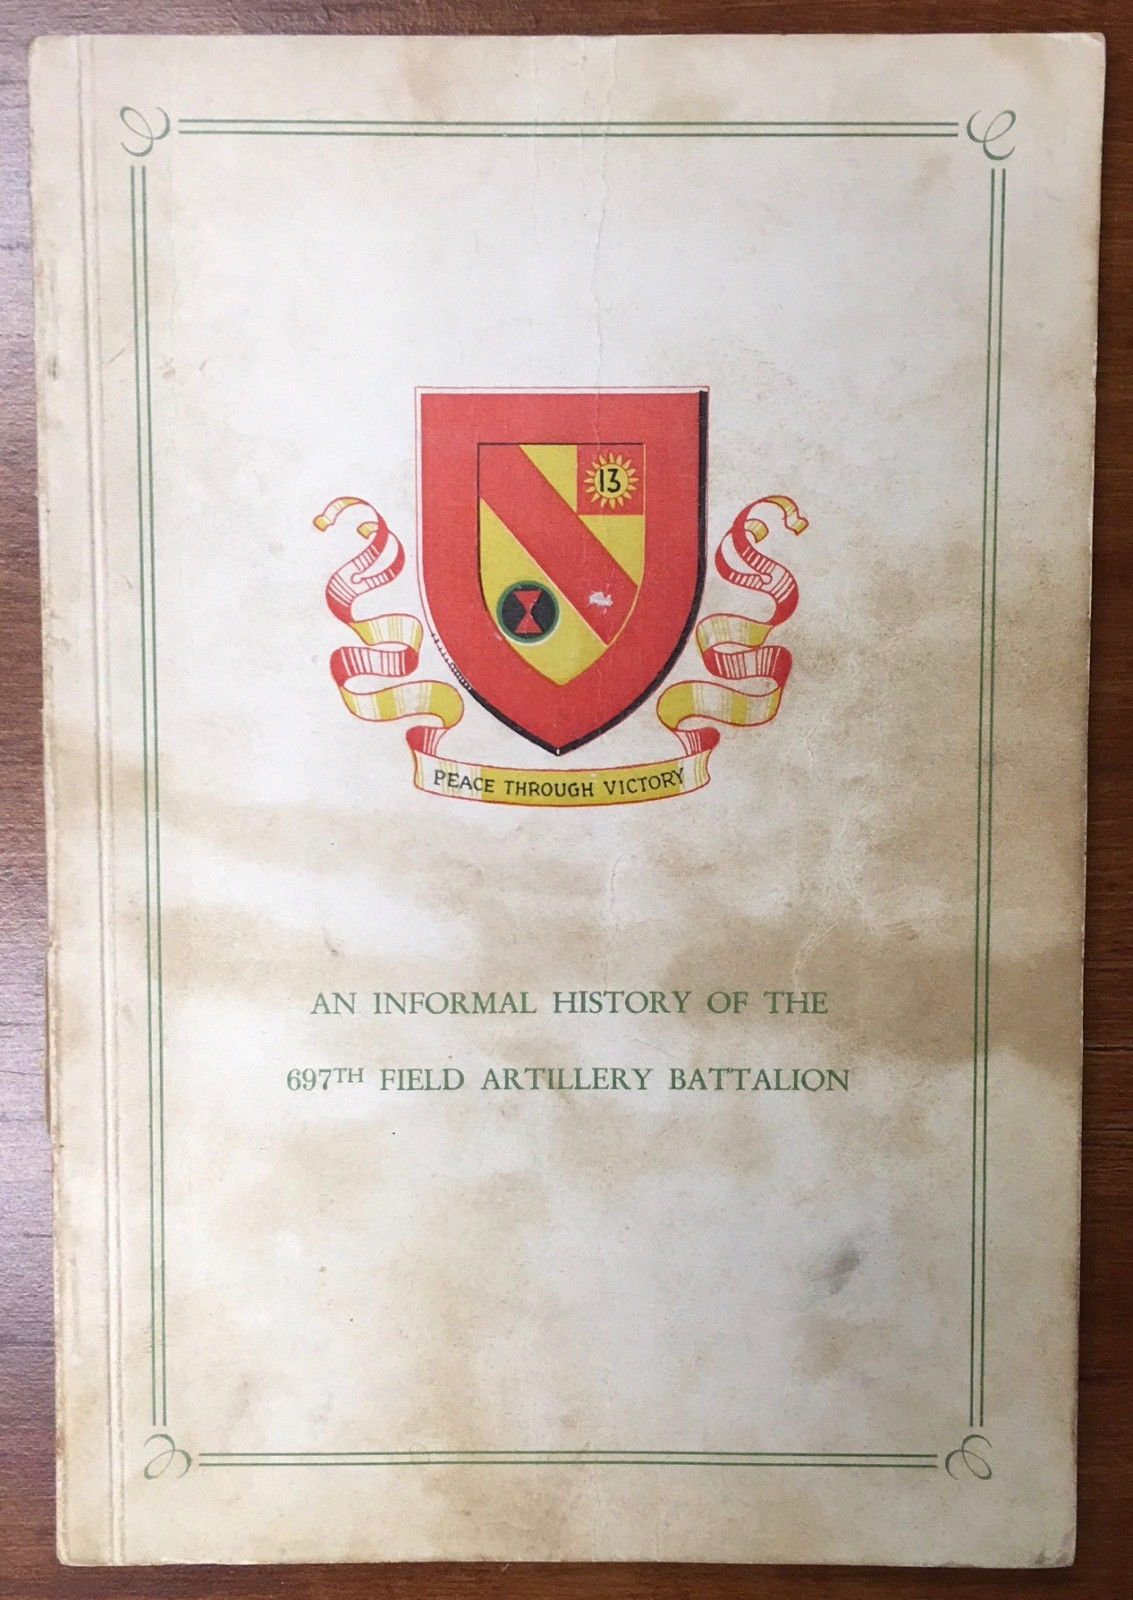 13
PEACE THROUGH VICTORY
AN INFORMAL HISTORY OF THE
697TH FIELD ARTILLERY BATTALION